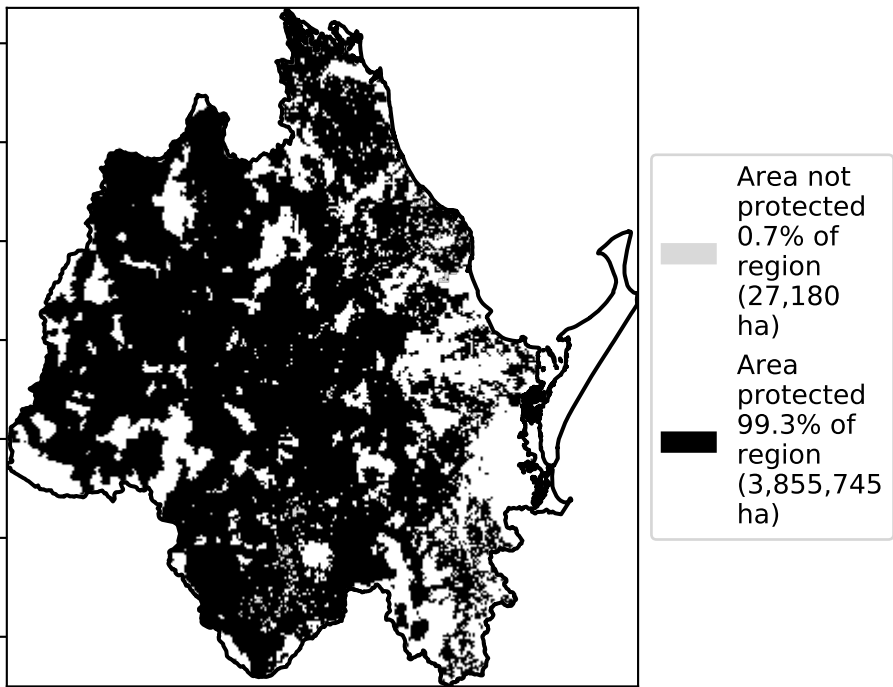 Area not
protected
0.7% of
region
(27,180
ha)
Area
protected
99.3% of
region
(3,855,745
ha)